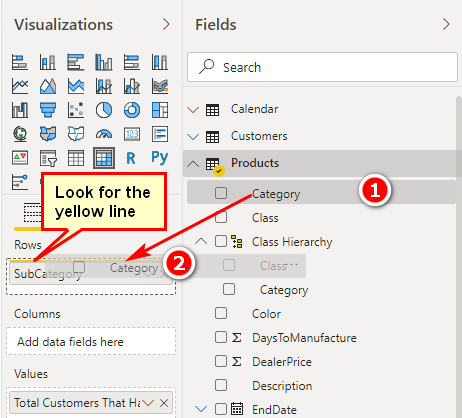 Visualizations
Fields
Search
R Py
Calendar
Customers
Products
Look for the
yellow line
Category
1
Class
Rows
Class Hierarchy
SubCategory
Category
2
Class
Category
Columns
Color
Add data fields here
DaysToManufacture
DealerPrice
Values
Description
Total Customers That Ha
EndDate